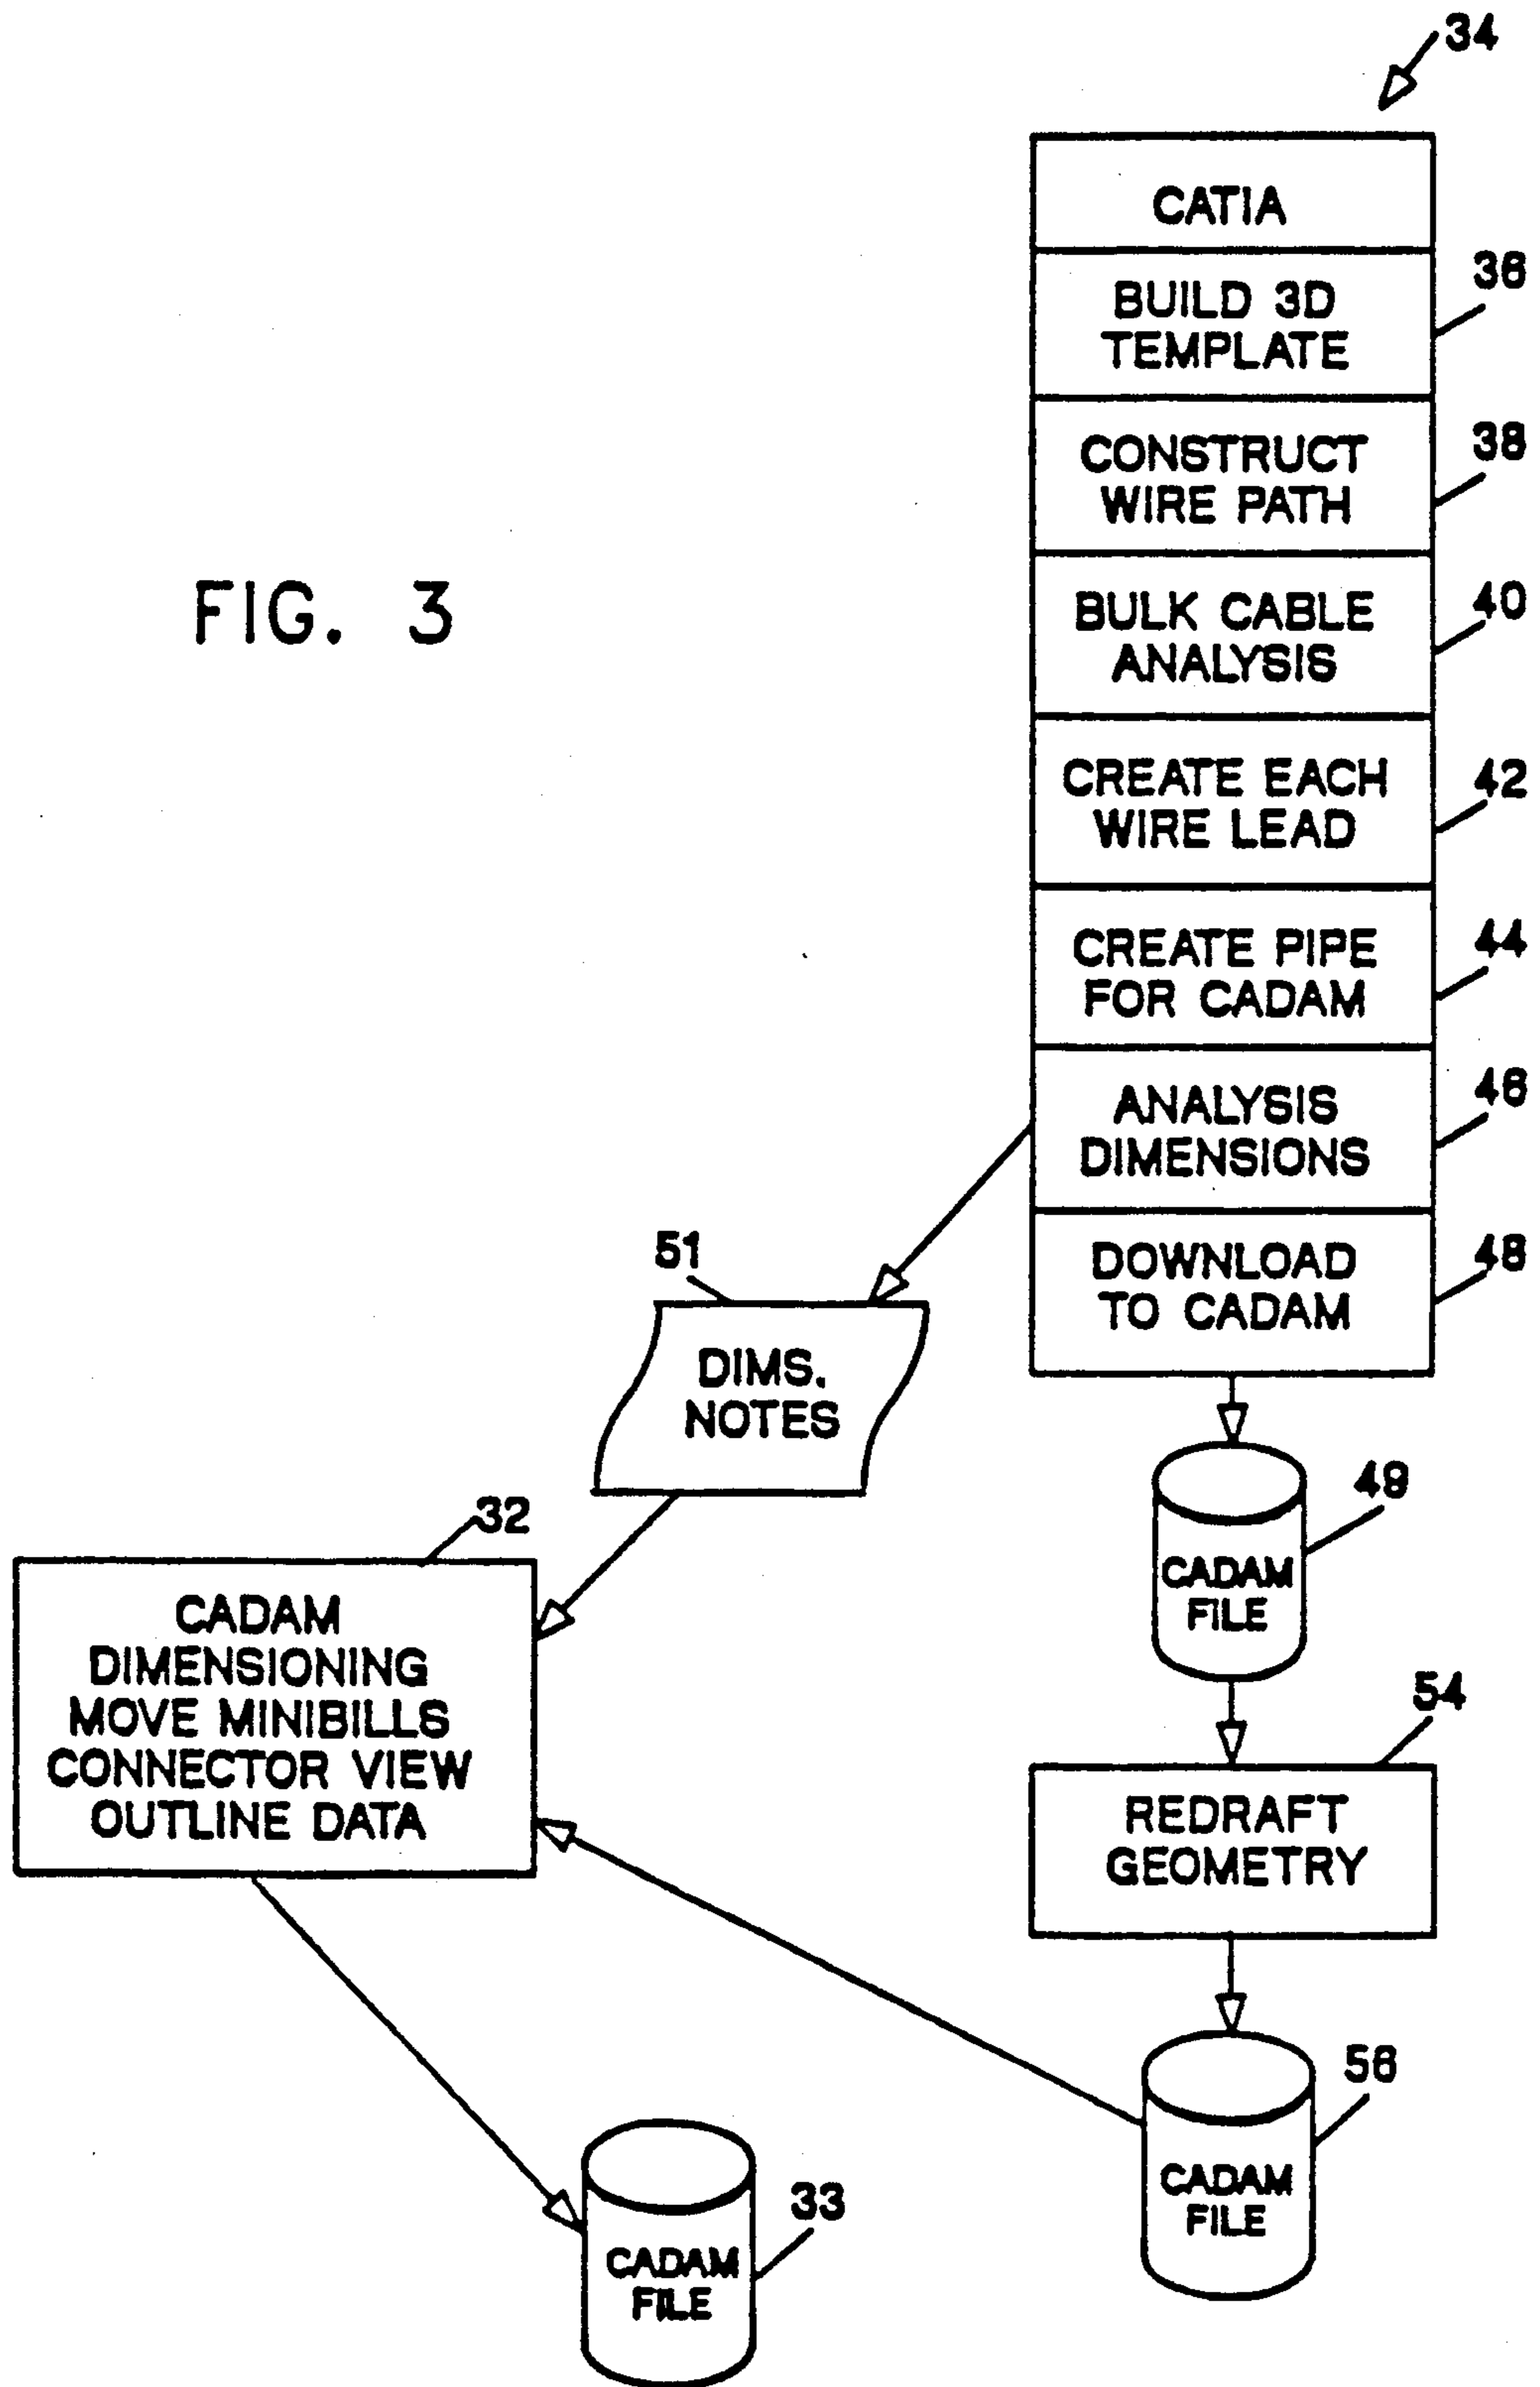 34
CATIA
BUILD 3D
TEMPLATE
36
CONSTRUCT
WIRE PATH
38
FIG. 3
BULK CABLE
ANALYSIS
40
CREATE EACH
WIRE LEAD
42
CREATE PIPE
FOR CADAM
44
ANALYSIS
DIMENSIONS
46
51
DIMS.
NOTES
DOWNLOAD
TO CADAM
48
CADAM
FILE
49
32
CADAM
DIMENSIONING
MOVE MINIBILLS
CONNECTOR VIEW
OUTLINE DATA
54
REDRAFT
GEOMETRY
CADAM
FILE
56
CADAM
FILE
33